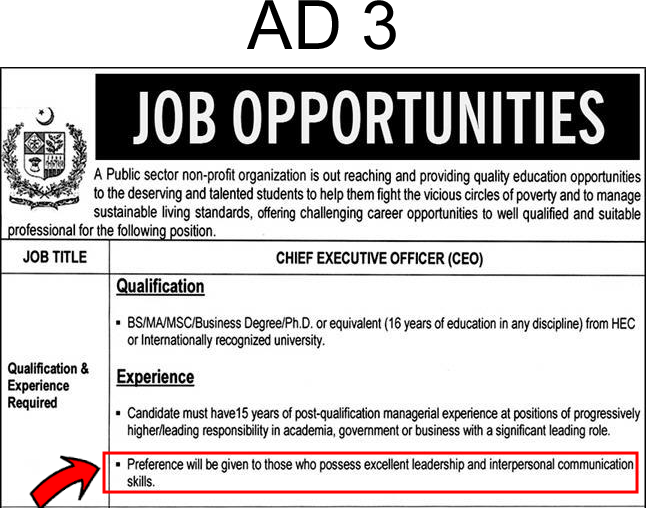 AD 3
JOB OPPORTUNITIES
A Public sector non-profit organization is out reaching and providing quality education opportunities
to the deserving and talented students to help them fight the vicious circles of poverty and to manage
sustainable living standards, offering challenging career opportunities to well qualified and suitable
professional for the following position.
JOB TITLE
CHIEF EXECUTIVE OFFICER (CEO)
Qualification &
Experience
Required
Qualification
▪ BS/MA/MSC/Business Degree/Ph.D. or equivalent (16 years of education in any discipline) from HEC
or Internationally recognized university.
Experience
▪ Candidate must have15 years of post-qualification managerial experience at positions of progressively
higher/leading responsibility in academia, government or business with a significant leading role.
▪ Preference will be given to those who possess excellent leadership and interpersonal communication
skills.